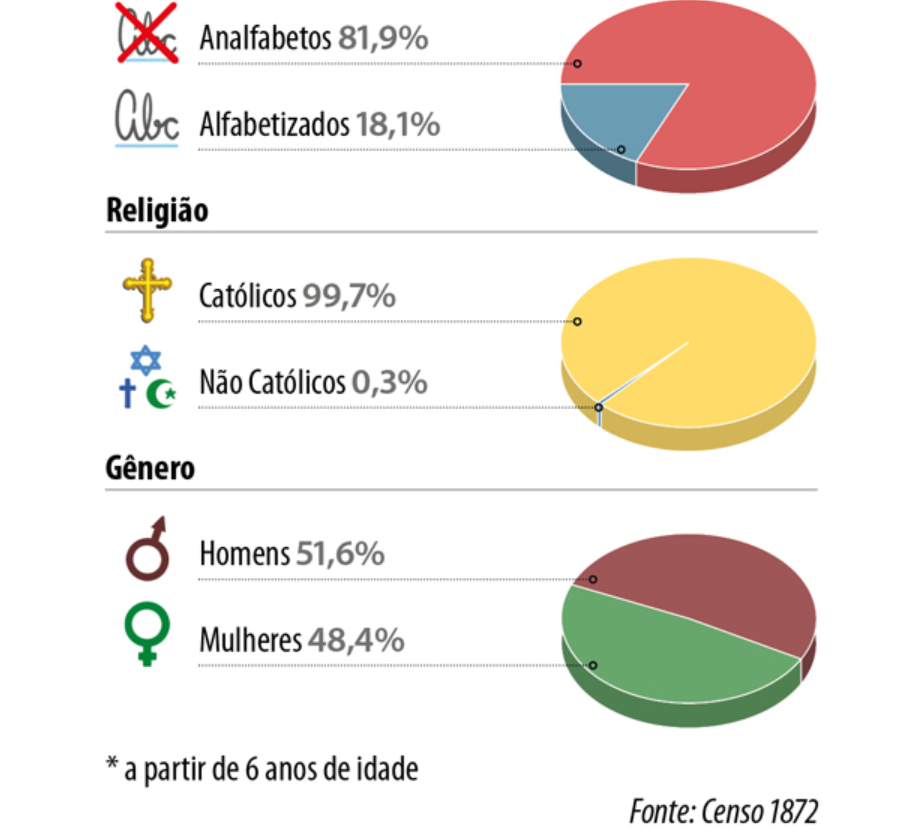 Abc
Analfabetos 81,9%
Abc
Alfabetizados 18,1%
Religião
Católicos 99,7%
Não Católicos 0,3%
Gênero
Homens 51,6%
Mulheres 48,4%
* a partir de 6 anos de idade
Fonte: Censo 1872